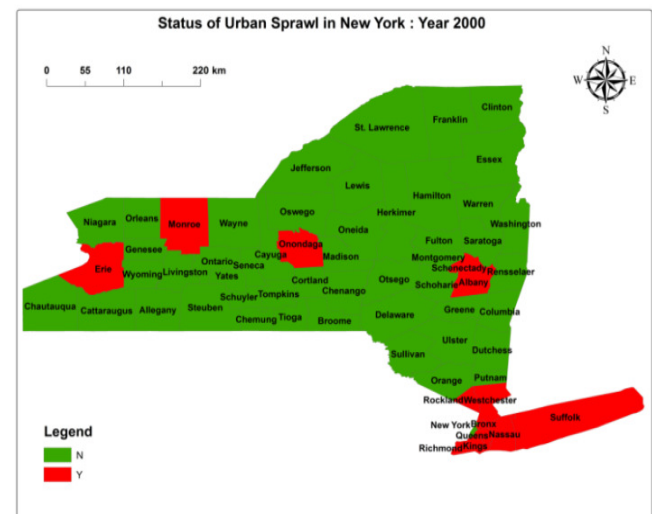 Status of Urban Sprawl in New York : Year 2000
0 55 110 220 km
N
W E
S
Clinton
Franklin
St. Lawrence
Essex
Jefferson
Lewis
Hamilton
Warren
Oswego
Herkimer
Washington
Niagara
Orleans
Monroe
Wayne
Oneida
Fulton
Saratoga
Onondaga
Genesee
Cayuga
Madison
Montgomery
Ontario
Seneca
Schenectady
Rensselaer
Erie
Wyoming
Livingston
Yates
Cortland
Otsego
Schoharie
Albany
Schuyler
Tompkins
Chenango
Chautauqua
Cattaraugus
Allegany
Steuben
Chemung
Tioga
Broome
Delaware
Greene
Columbia
Ulster
Dutchess
Sullivan
Orange
Putnam
Rockland
Westchester
Suffolk
New York
Bronx
Queens
Nassau
Richmond
Kings
Legend
N
Y